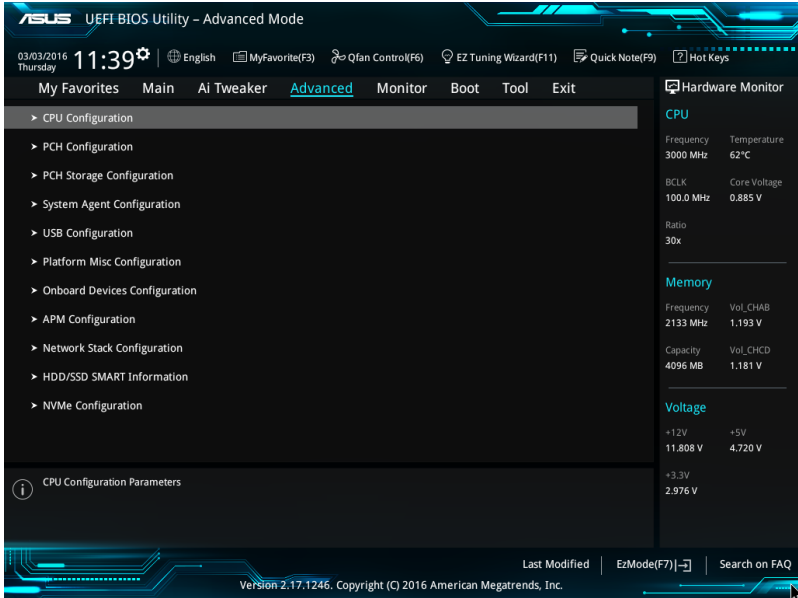 ASUS UEFI BIOS Utility – Advanced Mode
03/03/2016
Thursday
11:39
English
MyFavorite(F3)
Qfan Control(F6)
EZ Tuning Wizard(F11)
Quick Note(F9)
? Hot Keys
My Favorites Main Ai Tweaker Advanced Monitor Boot Tool Exit
CPU Configuration
PCH Configuration
PCH Storage Configuration
System Agent Configuration
USB Configuration
Platform Misc Configuration
Onboard Devices Configuration
APM Configuration
Network Stack Configuration
HDD/SSD SMART Information
NVMe Configuration
CPU Configuration Parameters
Hardware Monitor
CPU
Frequency Temperature
3000 MHz 62°C
BCLK Core Voltage
100.0 MHz 0.885 V
Ratio
30x
Memory
Frequency Vol_CHAB
2133 MHz 1.193 V
Capacity Vol_CHCD
4096 MB 1.181 V
Voltage
+12V +5V
11.808 V 4.720 V
+3.3V
2.976 V
Last Modified
EzMode(F7)
Search on FAQ
Version 2.17.1246. Copyright (C) 2016 American Megatrends, Inc.